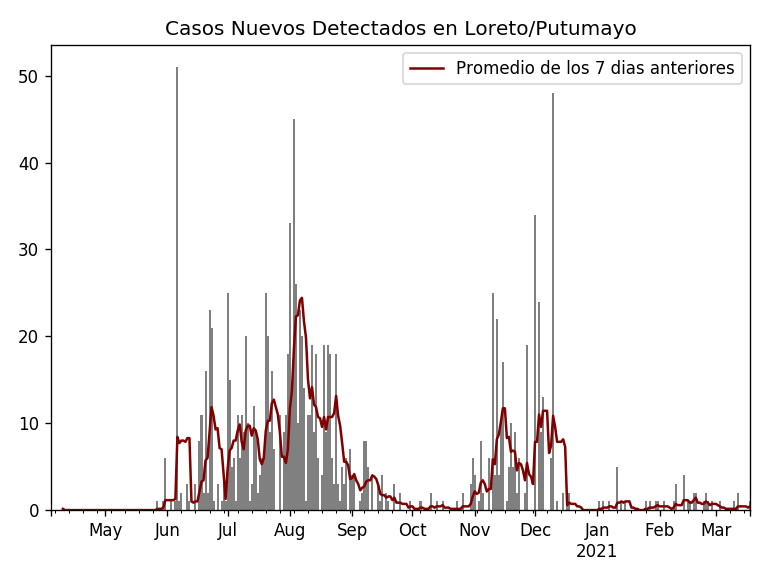 Casos Nuevos Detectados en Loreto/Putumayo
Promedio de los 7 dias anteriores
50
40
30
20
10
0
May Jun Jul Aug Sep Oct Nov Dec Jan Feb Mar
2021